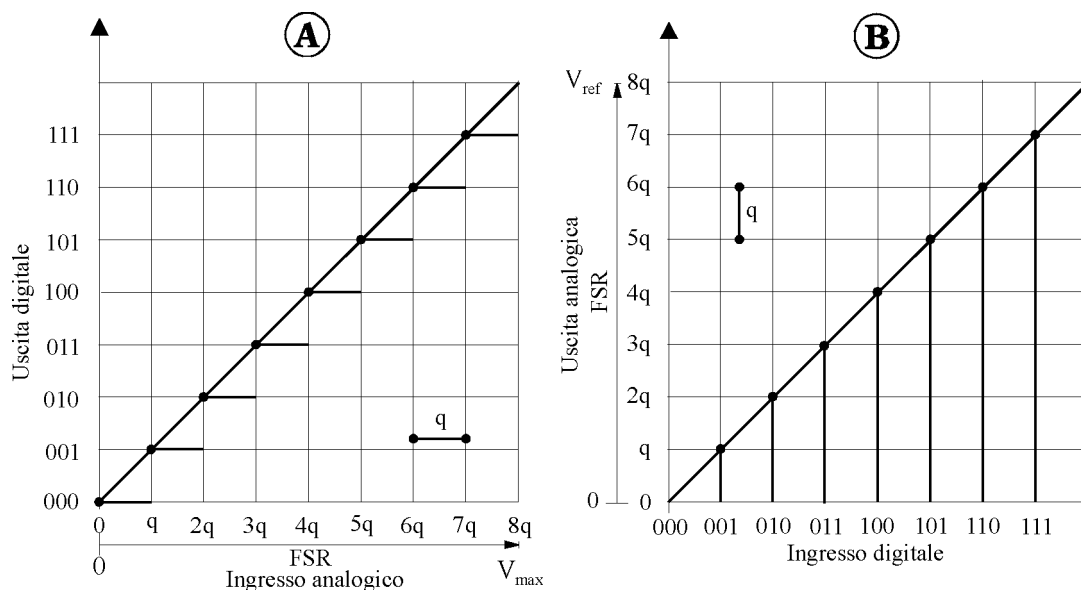 A
111
110
101
100
011
010
001
000
Uscita digitale
q
0 q 2q 3q 4q 5q 6q 7q 8q
0
FSR
Ingresso analogico
Vmax
B
Vref
8q
7q
6q
5q
4q
3q
2q
q
0
0
Uscita analogica
FSR
q
000 001 010 011 100 101 110 111
Ingresso digitale